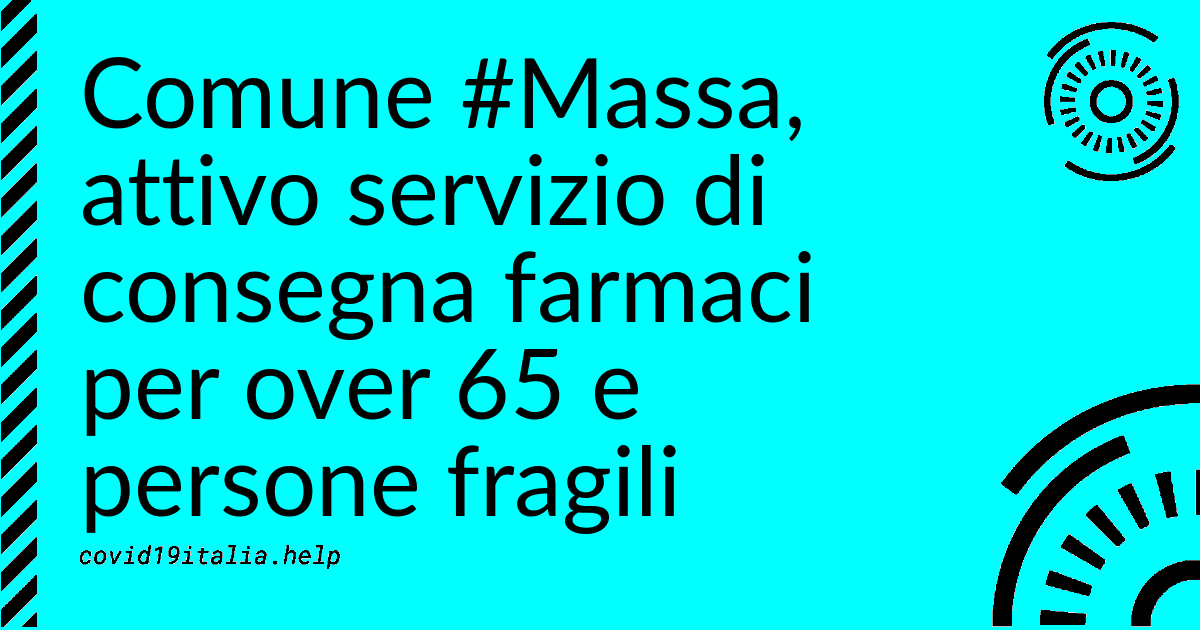 Comune #Massa,
attivo servizio di
consegna farmaci
per over 65 e
persone fragili
covid19italia.help